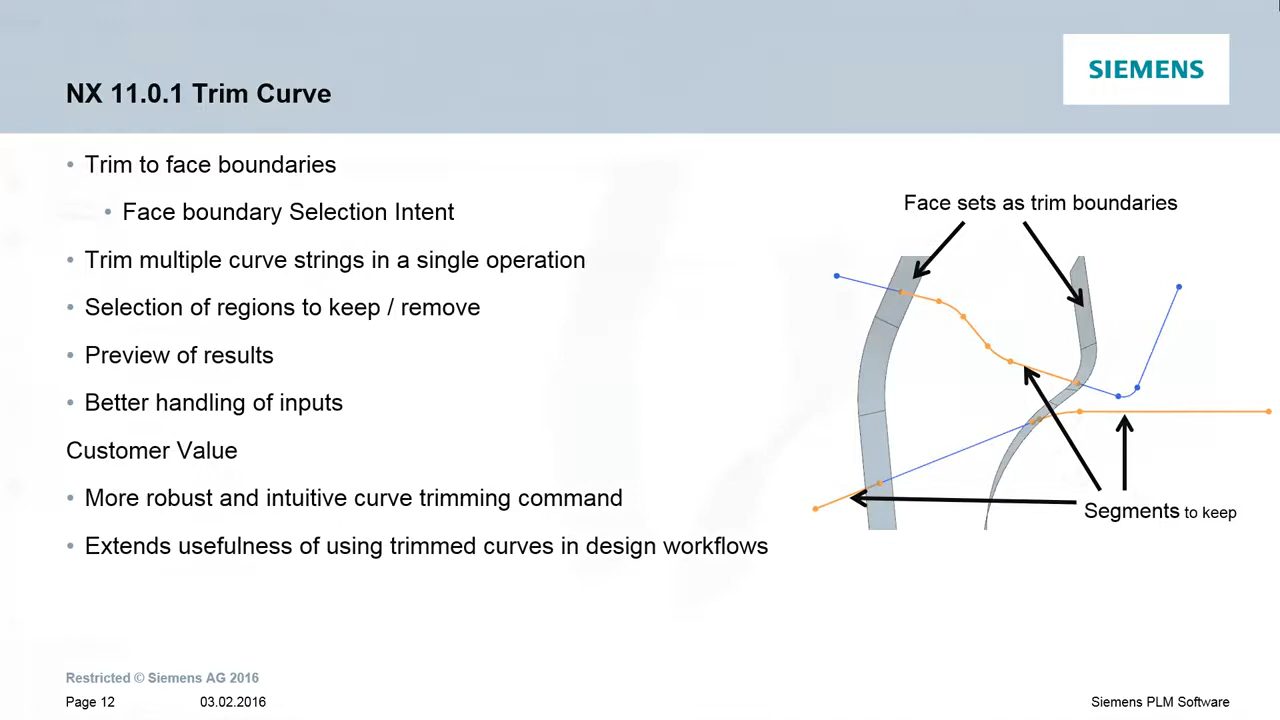 SIEMENS
NX 11.0.1 Trim Curve
• Trim to face boundaries
• Face boundary Selection Intent
• Trim multiple curve strings in a single operation
• Selection of regions to keep / remove
• Preview of results
• Better handling of inputs
Customer Value
• More robust and intuitive curve trimming command
• Extends usefulness of using trimmed curves in design workflows
Face sets as trim boundaries
Segments to keep
Restricted © Siemens AG 2016
Page 12 03.02.2016 Siemens PLM Software